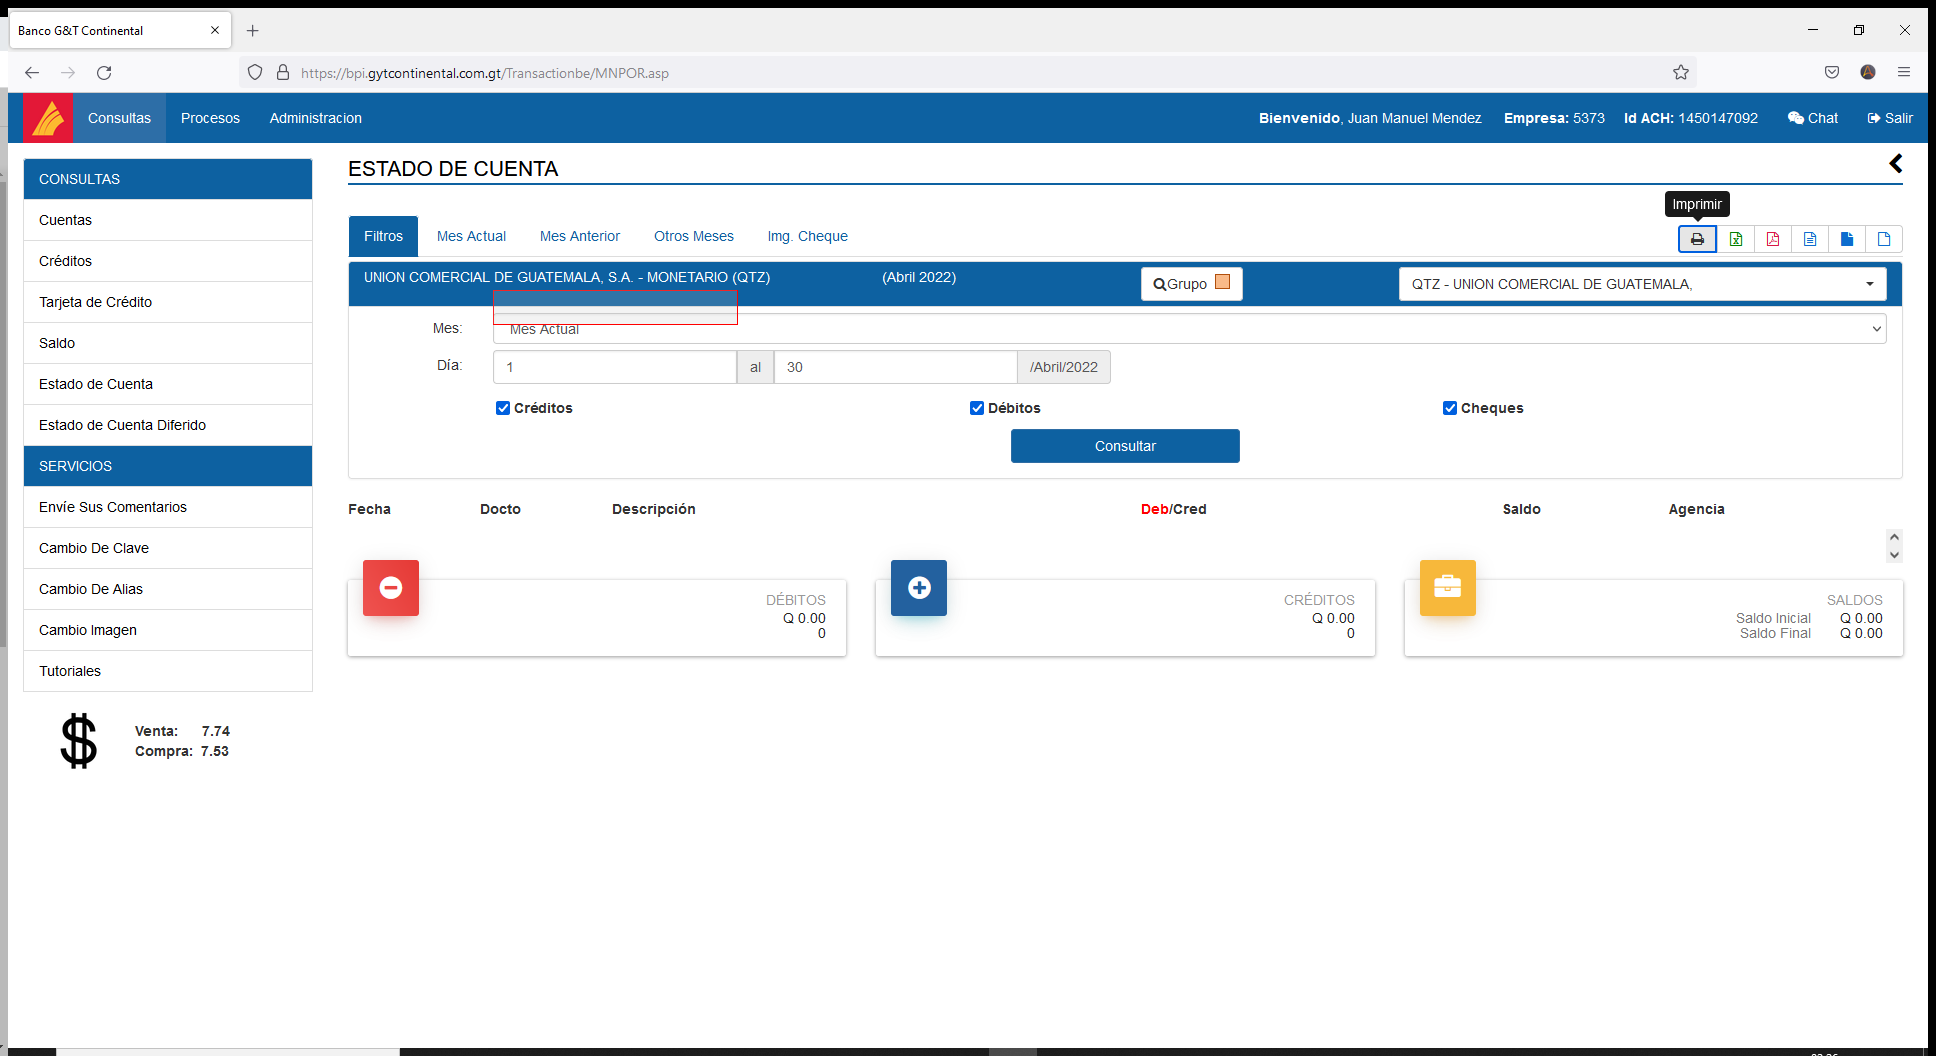 Banco G&T Continental
https://bpi.gytcontinental.com.gt/Transactionbe/MNPOR.asp
Consultas Procesos Administracion Bienvenido, Juan Manuel Mendez Empresa: 5373 Id ACH: 1450147092 Chat Salir
CONSULTAS
Cuentas
Créditos
Tarjeta de Crédito
Saldo
Estado de Cuenta
Estado de Cuenta Diferido
SERVICIOS
Envíe Sus Comentarios
Cambio De Clave
Cambio De Alias
Cambio Imagen
Tutoriales
Venta: 7.74
Compra: 7.53
ESTADO DE CUENTA
Imprimir
Filtros Mes Actual Mes Anterior Otros Meses Img. Cheque
UNION COMERCIAL DE GUATEMALA, S.A. - MONETARIO (QTZ) (Abril 2022) Grupo QTZ - UNION COMERCIAL DE GUATEMALA,
Mes: Mes Actual
Día: 1 al 30 /Abril/2022
Créditos Débitos Cheques
Consultar
Fecha Docto Descripción Deb/Cred Saldo Agencia
DÉBITOS
Q 0.00
0
CRÉDITOS
Q 0.00
0
SALDOS
Saldo Inicial Q 0.00
Saldo Final Q 0.00